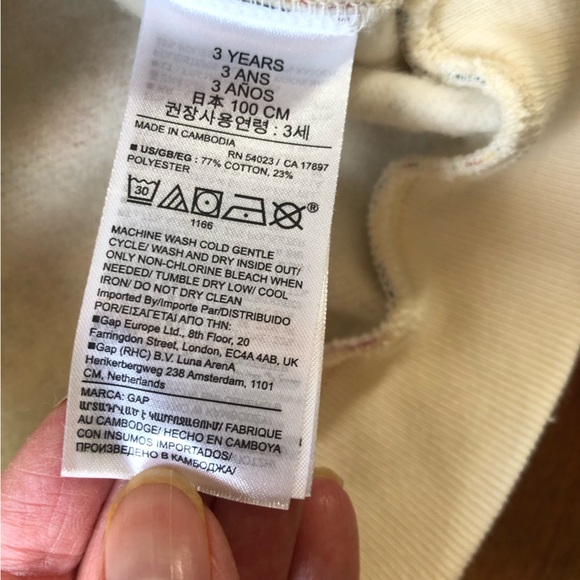 3 YEARS
3 ANS
3 AÑOS
日本 100 CM
권장사용연령 : 3세
MADE IN CAMBODIA
RN 54023 / CA 17897
■ US/GB/EG : 77% COTTON, 23%
POLYESTER
30
®
1166
MACHINE WASH COLD GENTLE
CYCLE/ WASH AND DRY INSIDE OUT/
ONLY NON-CHLORINE BLEACH WHEN
NEEDED/ TUMBLE DRY LOW/ COOL
IRON/ DO NOT DRY CLEAN
Imported By/Importe Par/DISTRIBUIDO
POR/ΕΙΣΑΓΕΤΑΙ ΑΠΟ ΤΗΝ:
■Gap Europe Ltd., 8th Floor, 20
Farringdon Street, London, EC4A 4AB, UK
■Gap (RHC) B.V. Luna ArenA
Herikerbergweg 238 Amsterdam, 1101
CM, Netherlands
MARCA: GAP
ԱՐՏԱԴՐՎԱԾ Է ԿԱՄԲՈՋԱՅՈՒՄ/ FABRIQUE
AU CAMBODGE/ HECHO EN CAMBOYA
CON INSUMOS IMPORTADOS/
ПРОИЗВЕДЕНО В КАМБОДЖА/